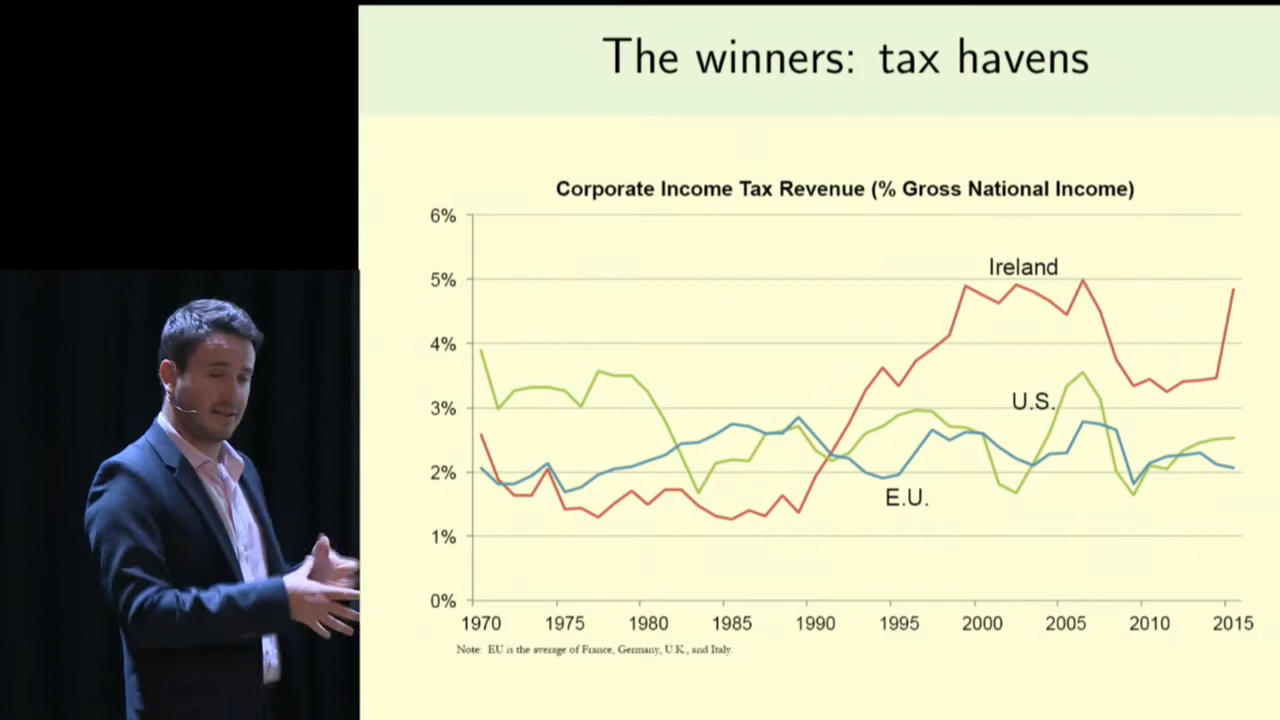 The winners: tax havens
Corporate Income Tax Revenue (% Gross National Income)
6%
5%
4%
3%
2%
1%
0%
Ireland
U.S.
E.U.
1970 1975 1980 1985 1990 1995 2000 2005 2010 2015
Note: EU is the average of France, Germany, U.K., and Italy.